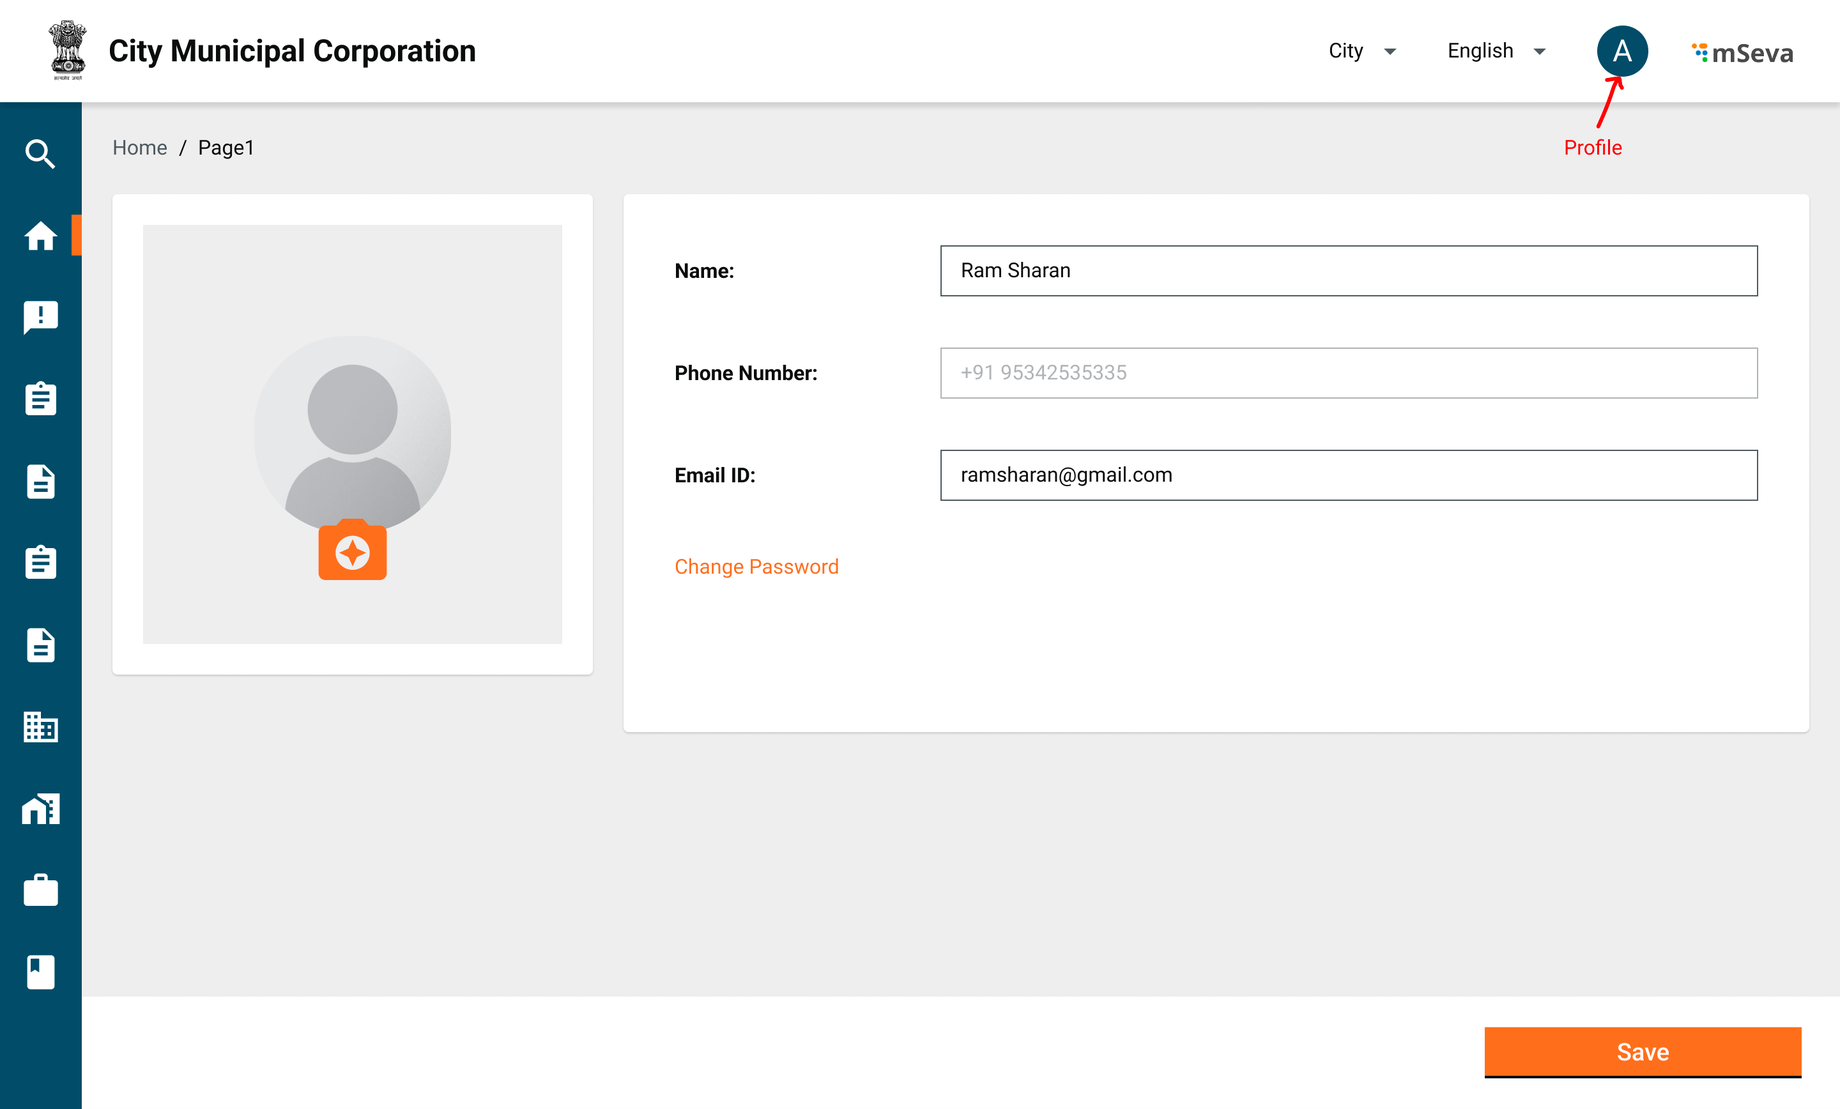 City Municipal Corporation
City
English
A
mSeva
Profile
Home / Page1
Name:
Ram Sharan
Phone Number:
+91 95342535335
Email ID:
ramsharan@gmail.com
Change Password
Save